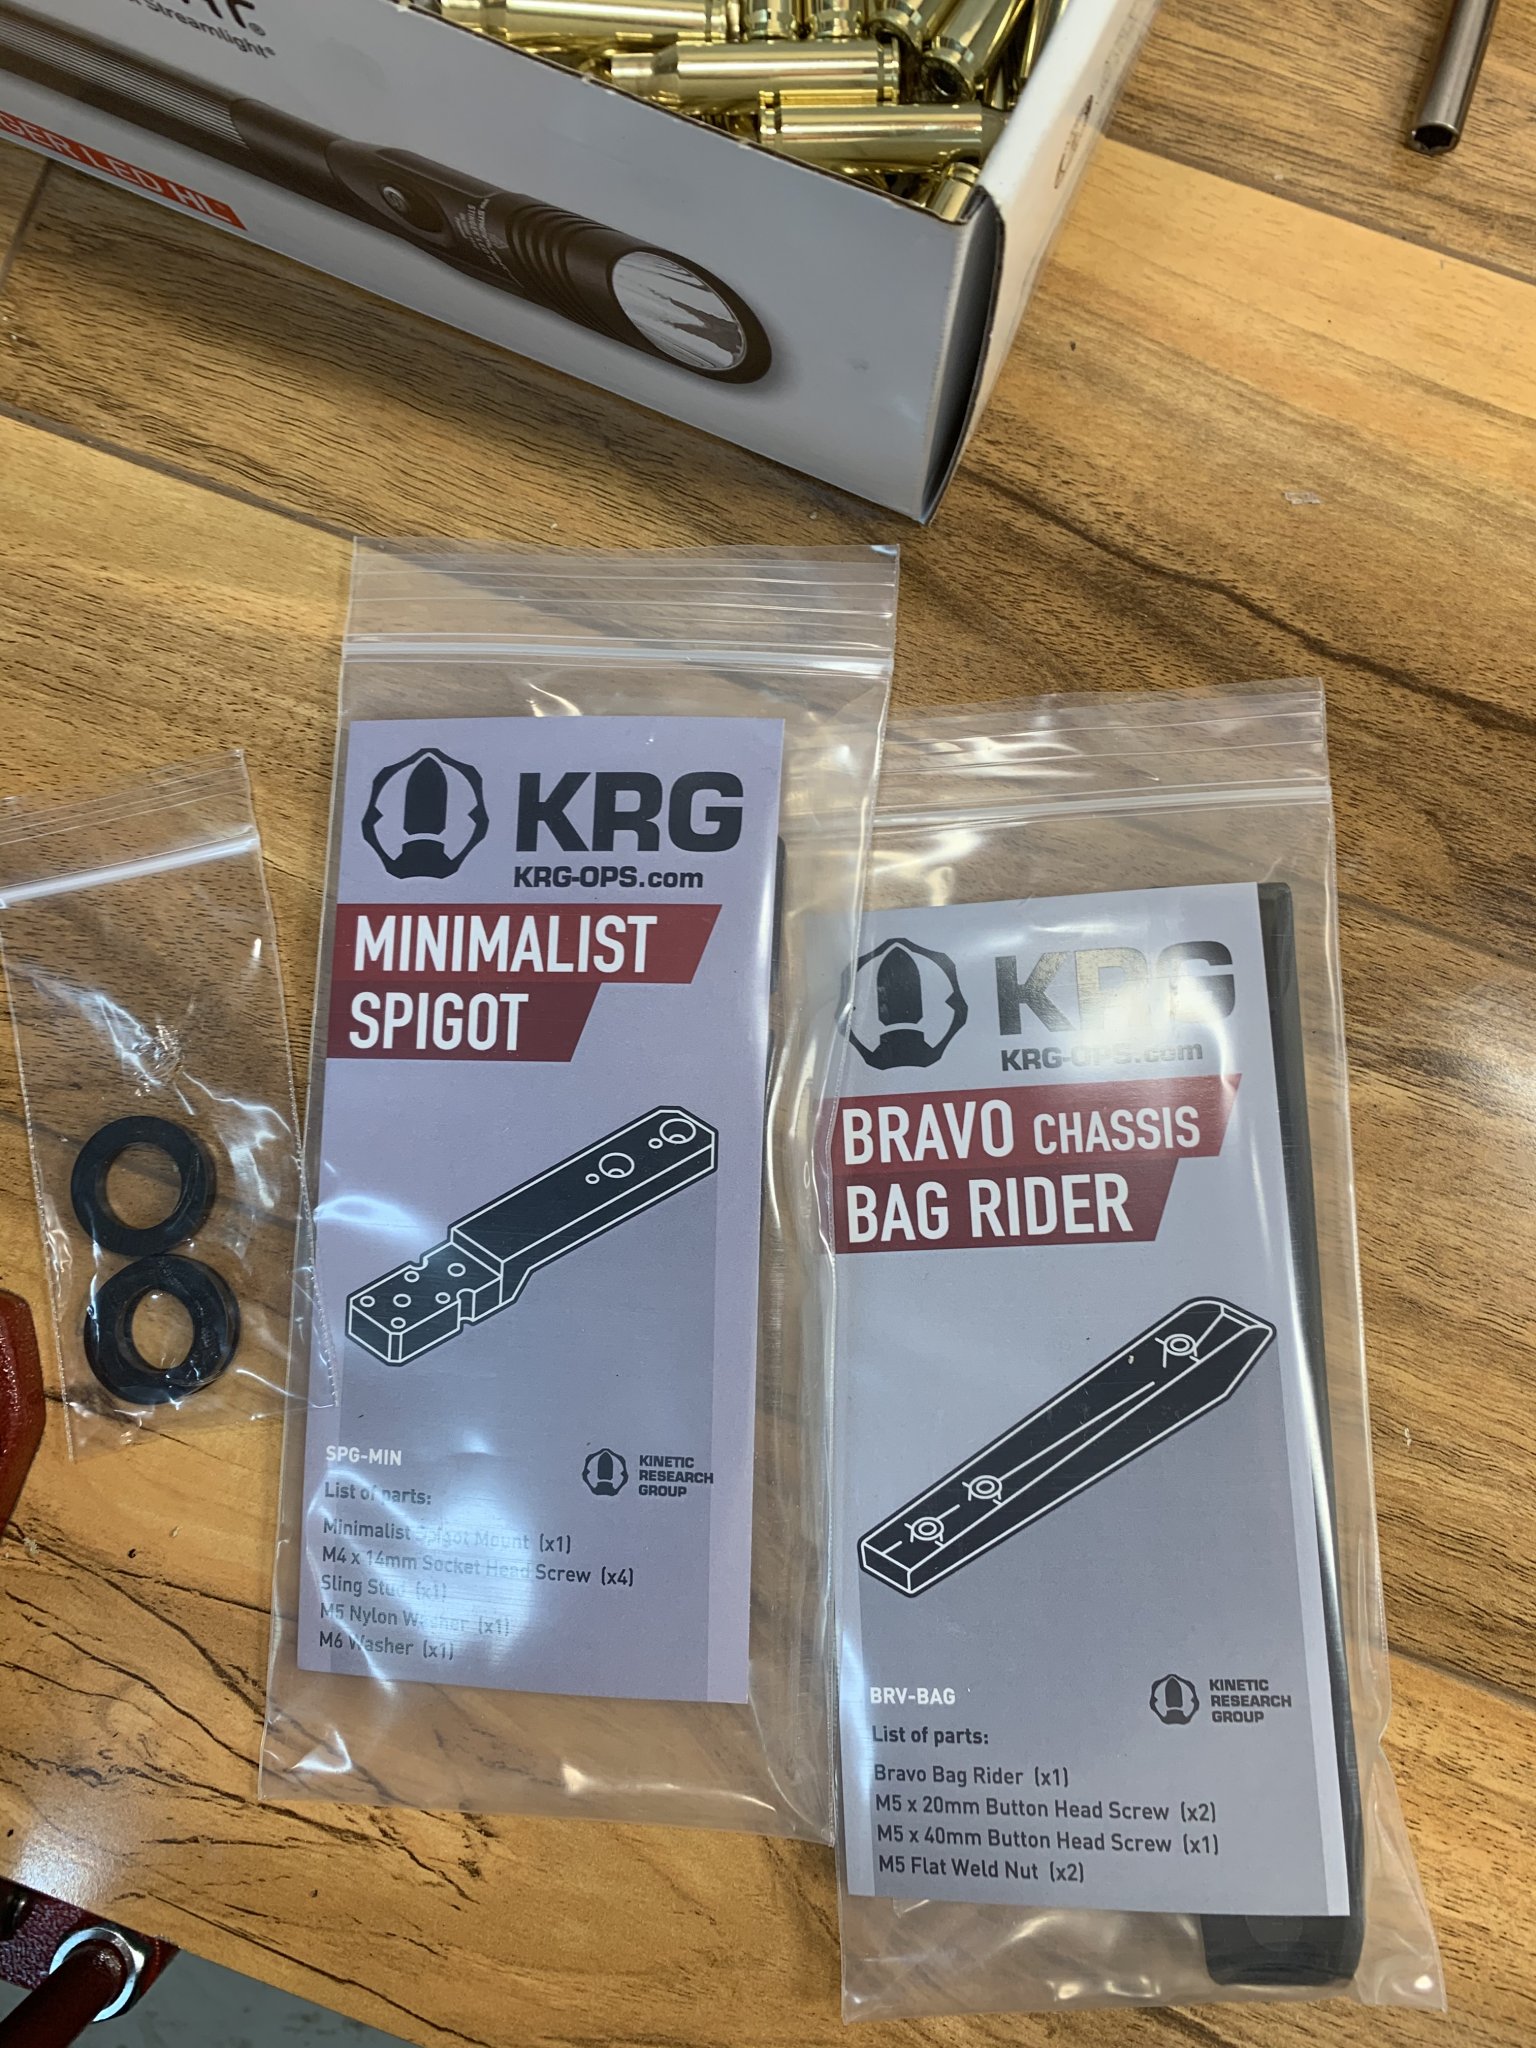 Streamlight®
LED HL
KRG
KRG-OPS.com
MINIMALIST
SPIGOT
SPG-MIN
KINETIC
RESEARCH
GROUP
List of parts:
Minimalist Spigot Mount (x1)
M4 x 14mm Socket Head Screw (x4)
Sling Stud (x1)
M5 Nylon Washer (x1)
M6 Washer (x1)
KRG
KRG-OPS.com
BRAVO CHASSIS
BAG RIDER
BRV-BAG
KINETIC
RESEARCH
GROUP
List of parts:
Bravo Bag Rider (x1)
M5 x 20mm Button Head Screw (x2)
M5 x 40mm Button Head Screw (x1)
M5 Flat Weld Nut (x2)